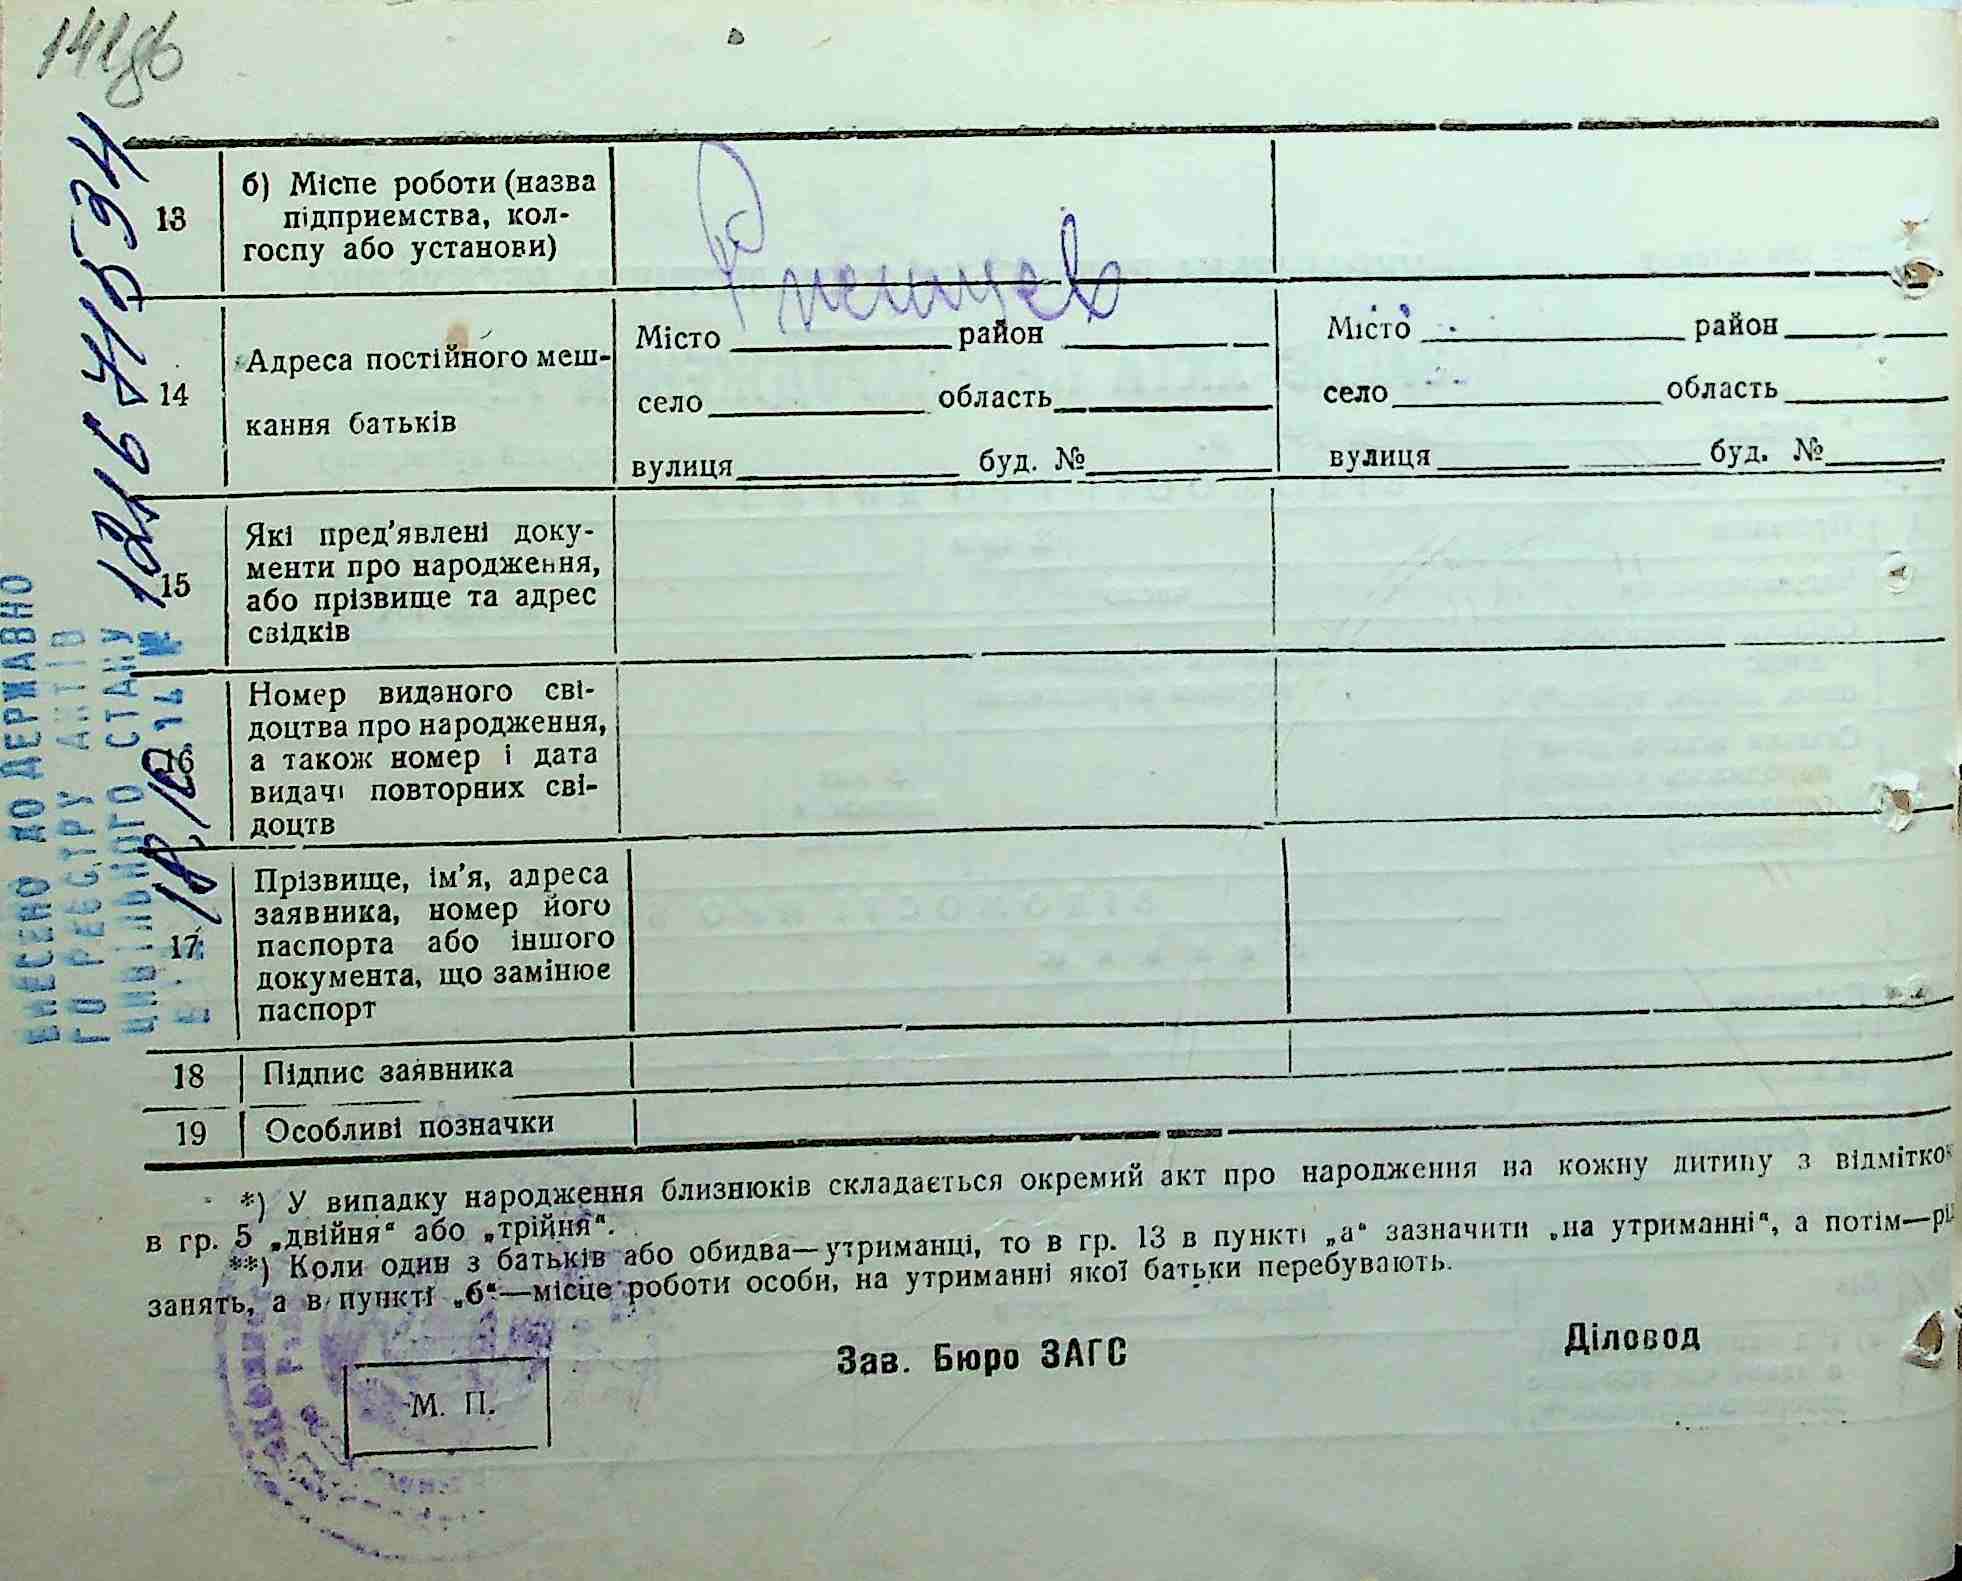 142зв
13
б) Місце роботи (назва
підприємства, кол-
госпу або установи)
14
Адреса постійного меш-
кання батьків
Місто район
село область
вулиця буд. №
Місто район
село область
вулиця буд. №
15
Які пред'явлені доку-
менти про народження,
або прізвище та адрес
свідків
16
Номер виданого сві-
доцтва про народження,
а також номер і дата
видачі повторних сві-
доцтв
17
Прізвище, ім'я, адреса
заявника, номер його
паспорта або іншого
документа, що замінює
паспорт
18 Підпис заявника
19 Особливі позначки
*) У випадку народження близнюків складається окремий акт про народження на кожну дитину з відмітко
в гр. 5 „двійня“ або „трійня“.
**) Коли один з батьків або обидва—утриманці, то в гр. 13 в пункті „а“ зазначити „на утриманні“, а потім—рід
занять, а в пункті „б“—місце роботи особи, на утриманні якої батьки перебувають.
Зав. Бюро ЗАГС
Діловод
М. П.
ВНЕСЕНО ДО ДЕРЖАВНО
ГО РЕЄСТРУ АКТІВ
ЦИВІЛЬНОГО СТАНУ
18.10 14 №